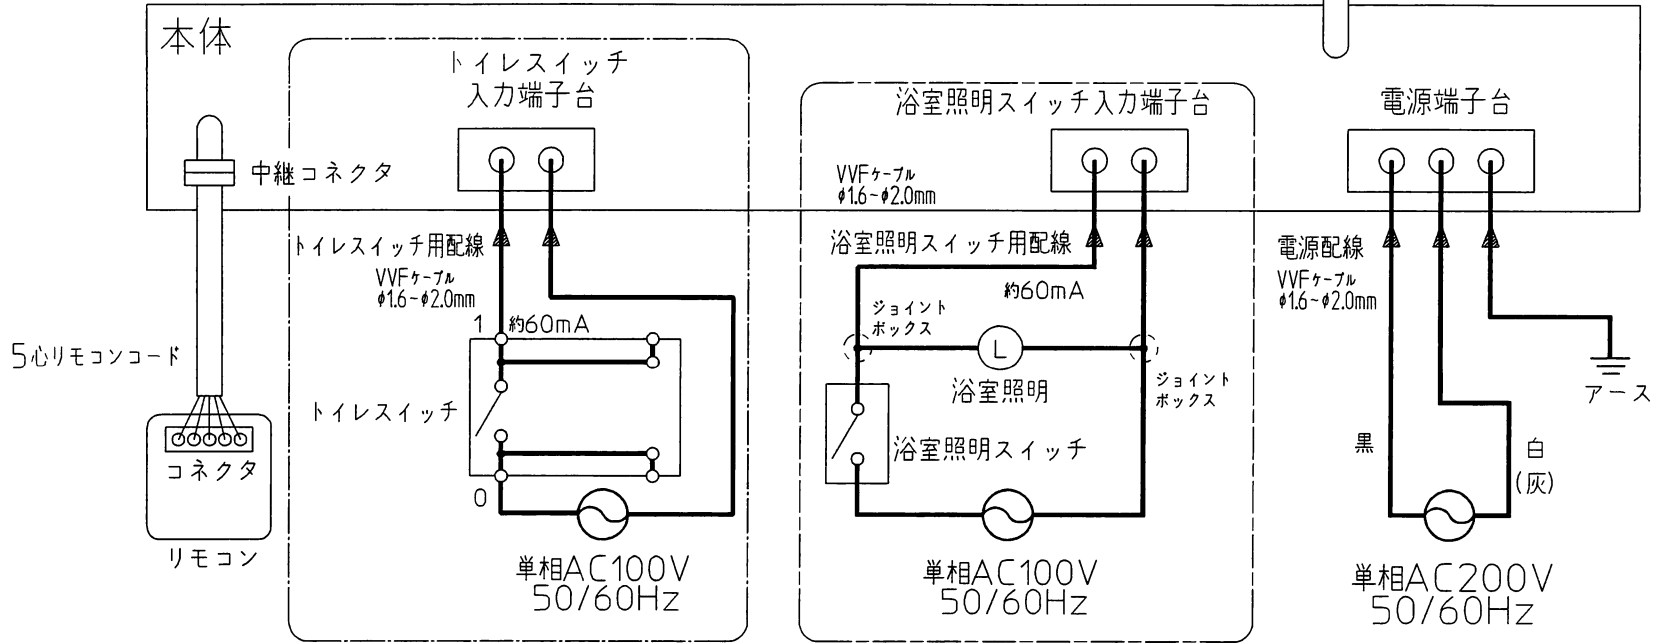 本体
トイレスイッチ
入力端子台
浴室照明スイッチ入力端子台
電源端子台
中継コネクタ
VVFケーブル
φ1.6~φ2.0mm
トイレスイッチ用配線
VVFケーブル
φ1.6~φ2.0mm
浴室照明スイッチ用配線
電源配線
VVFケーブル
φ1.6~φ2.0mm
約60mA
1
約60mA
ジョイント
ボックス
L
浴室照明
ジョイント
ボックス
アース
5心リモコンコード
トイレスイッチ
浴室照明スイッチ
黒
白
(灰)
コネクタ
0
リモコン
単相AC100V
50/60Hz
単相AC100V
50/60Hz
単相AC200V
50/60Hz